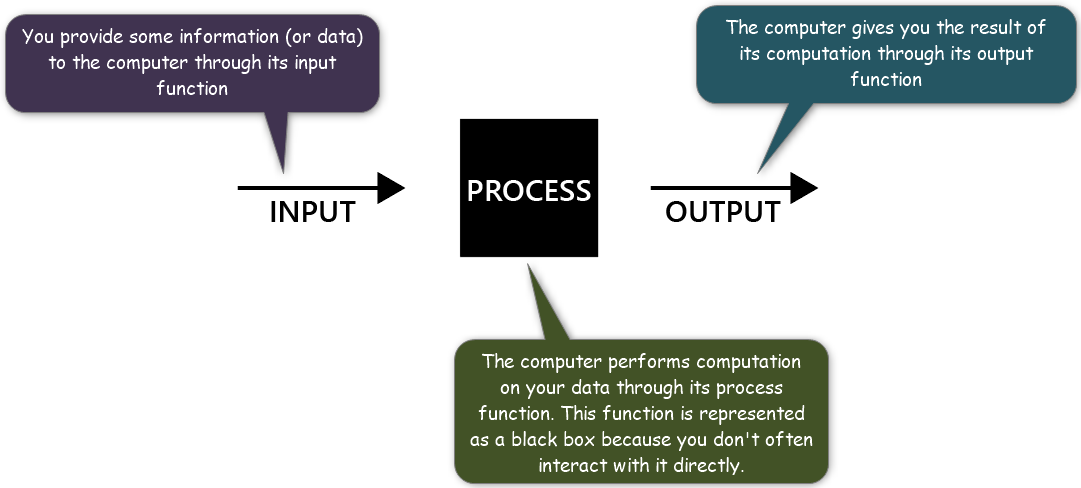 You provide some information (or data)
to the computer through its input
function
The computer gives you the result of
its computation through its output
function
INPUT
PROCESS
OUTPUT
The computer performs computation
on your data through its process
function. This function is represented
as a black box because you don't often
interact with it directly.